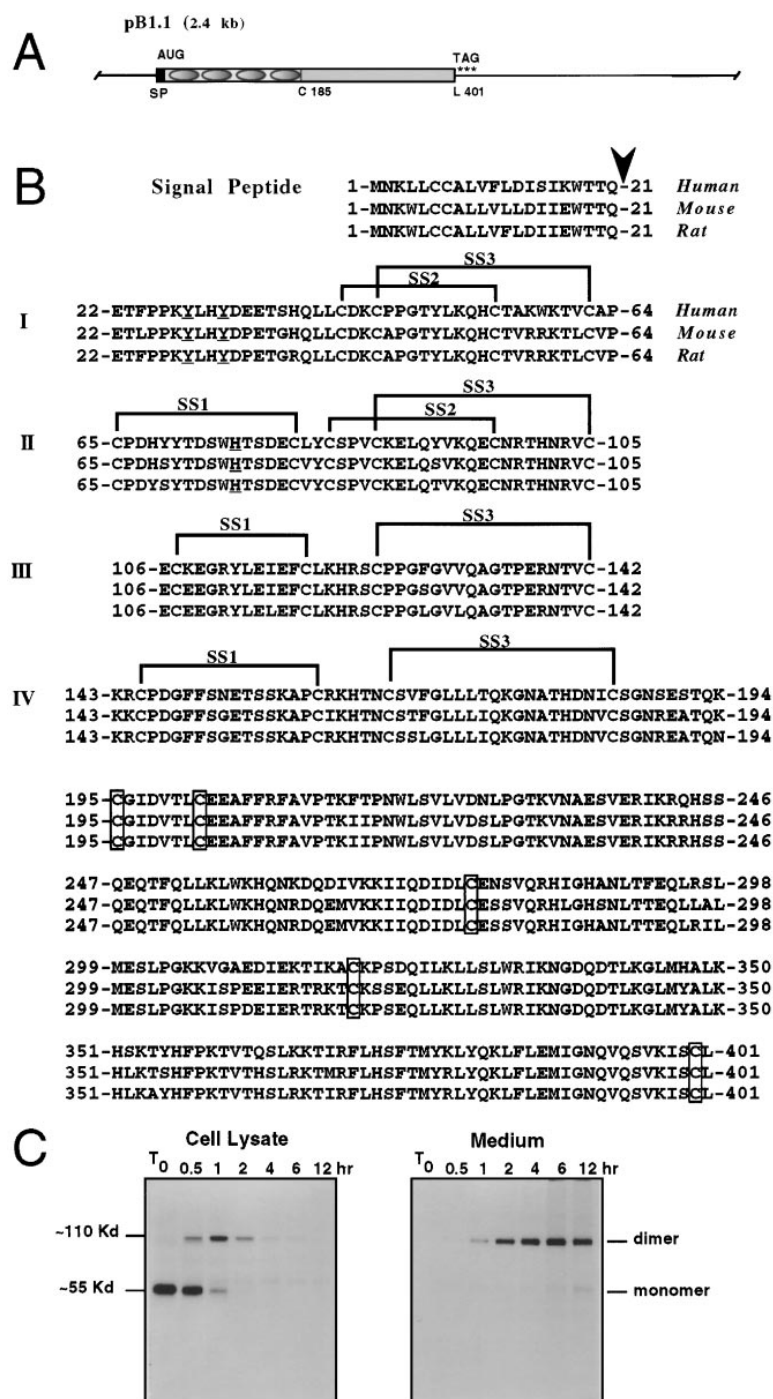 pB1.1 (2.4 kb)
A
AUG
TAG
***
SP
C 185
L 401
B
Signal Peptide
1-MNKLLCCALVFLDISIKWTTQ-21 Human
1-MNKWLCCALLVLLDIIEWTTQ-21 Mouse
1-MNKWLCCALLVFLDIIEWTTQ-21 Rat
SS3
SS2
I
22-ETFPPKYLHYDEETSHQLLCDKCPPGTYLKQHCTAKWKTVCAP-64 Human
22-ETLPPKYLHYDPETGHQLLCDKCAPGTYLKQHCTVRRKTLCVP-64 Mouse
22-ETFPPKYLHYDPETGRQLLCDKCAPGTYLKQHCTVRRKTLCVP-64 Rat
SS3
SS1
SS2
II
65-CPDHYYTDSWHTSDECLYCSPVCKELQYVKQECNRTHNRVC-105
65-CPDHSYTDSWHTSDECVYCSPVCKELQSVKQECNRTHNRVC-105
65-CPDYSYTDSWHTSDECVYCSPVCKELQTVKQECNRTHNRVC-105
SS1
SS3
III
106-ECKEGRYLEIEFCLKHRSCPPGFGVVQAGTPERNTVC-142
106-ECEEGRYLEIEFCLKHRSCPPGSGVVQAGTPERNTVC-142
106-ECEEGRYLELEFCLKHRSCPPGLGVLQAGTPERNTVC-142
SS1
SS3
IV
143-KRCPDGFFSNETSSKAPCRKHTNCSVFGLLLTQKGNATHDNICSGNSESTQK-194
143-KKCPDGFFSGETSSKAPCIKHTNCSTFGLLLIQKGNATHDNVCSGNREATQK-194
143-KRCPDGFFSGETSSKAPCRKHTNCSSLGLLLIQKGNATHDNVCSGNREATQN-194
195-CGIDVTLCEEAFFRFAVPTKFTPNWLSVLVDNLPGTKVNAESVERIKRQHSS-246
195-CGIDVTLCEEAFFRFAVPTKIIPNWLSVLVDSLPGTKVNAESVERIKRRHSS-246
195-CGIDVTLCEEAFFRFAVPTKIIPNWLSVLVDSLPGTKVNAESVERIKRRHSS-246
247-QEQTFQLLKLWKHQNKDQDIVKKIIQDIDLCENSVQRHIGHANLTFEQLRSL-298
247-QEQTFQLLKLWKHQNRDQEMVKKIIQDIDLCESSVQRHLGHSNLTTEQLLAL-298
247-QEQTFQLLKLWKHQNRDQEMVKKIIQDIDLCESSVQRHIGHANLTTEQLRIL-298
299-MESLPGKKVGAEDIEKTIKACKPSDQILKLLSLWRIKNGDQDTLKGLMHALK-350
299-MESLPGKKISPEEIERTRKTCKSSEQLLKLLSLWRIKNGDQDTLKGLMYALK-350
299-MESLPGKKISPDEIERTRKTCKPSEQLLKLLSLWRIKNGDQDTLKGLMYALK-350
351-HSKTYHFPKTVTQSLKKTIRFLHSFTMYKLYQKLFLEMIGNQVQSVKISCL-401
351-HLKTSHFPKTVTHSLRKTMRFLHSFTMYRLYQKLFLEMIGNQVQSVKISCL-401
351-HLKAYHFPKTVTHSLRKTIRFLHSFTMYRLYQKLFLEMIGNQVQSVKISCL-401
C
Cell Lysate
Medium
T0 0.5 1 2 4 6 12 hr
T0 0.5 1 2 4 6 12 hr
~110 Kd
dimer
~55 Kd
monomer